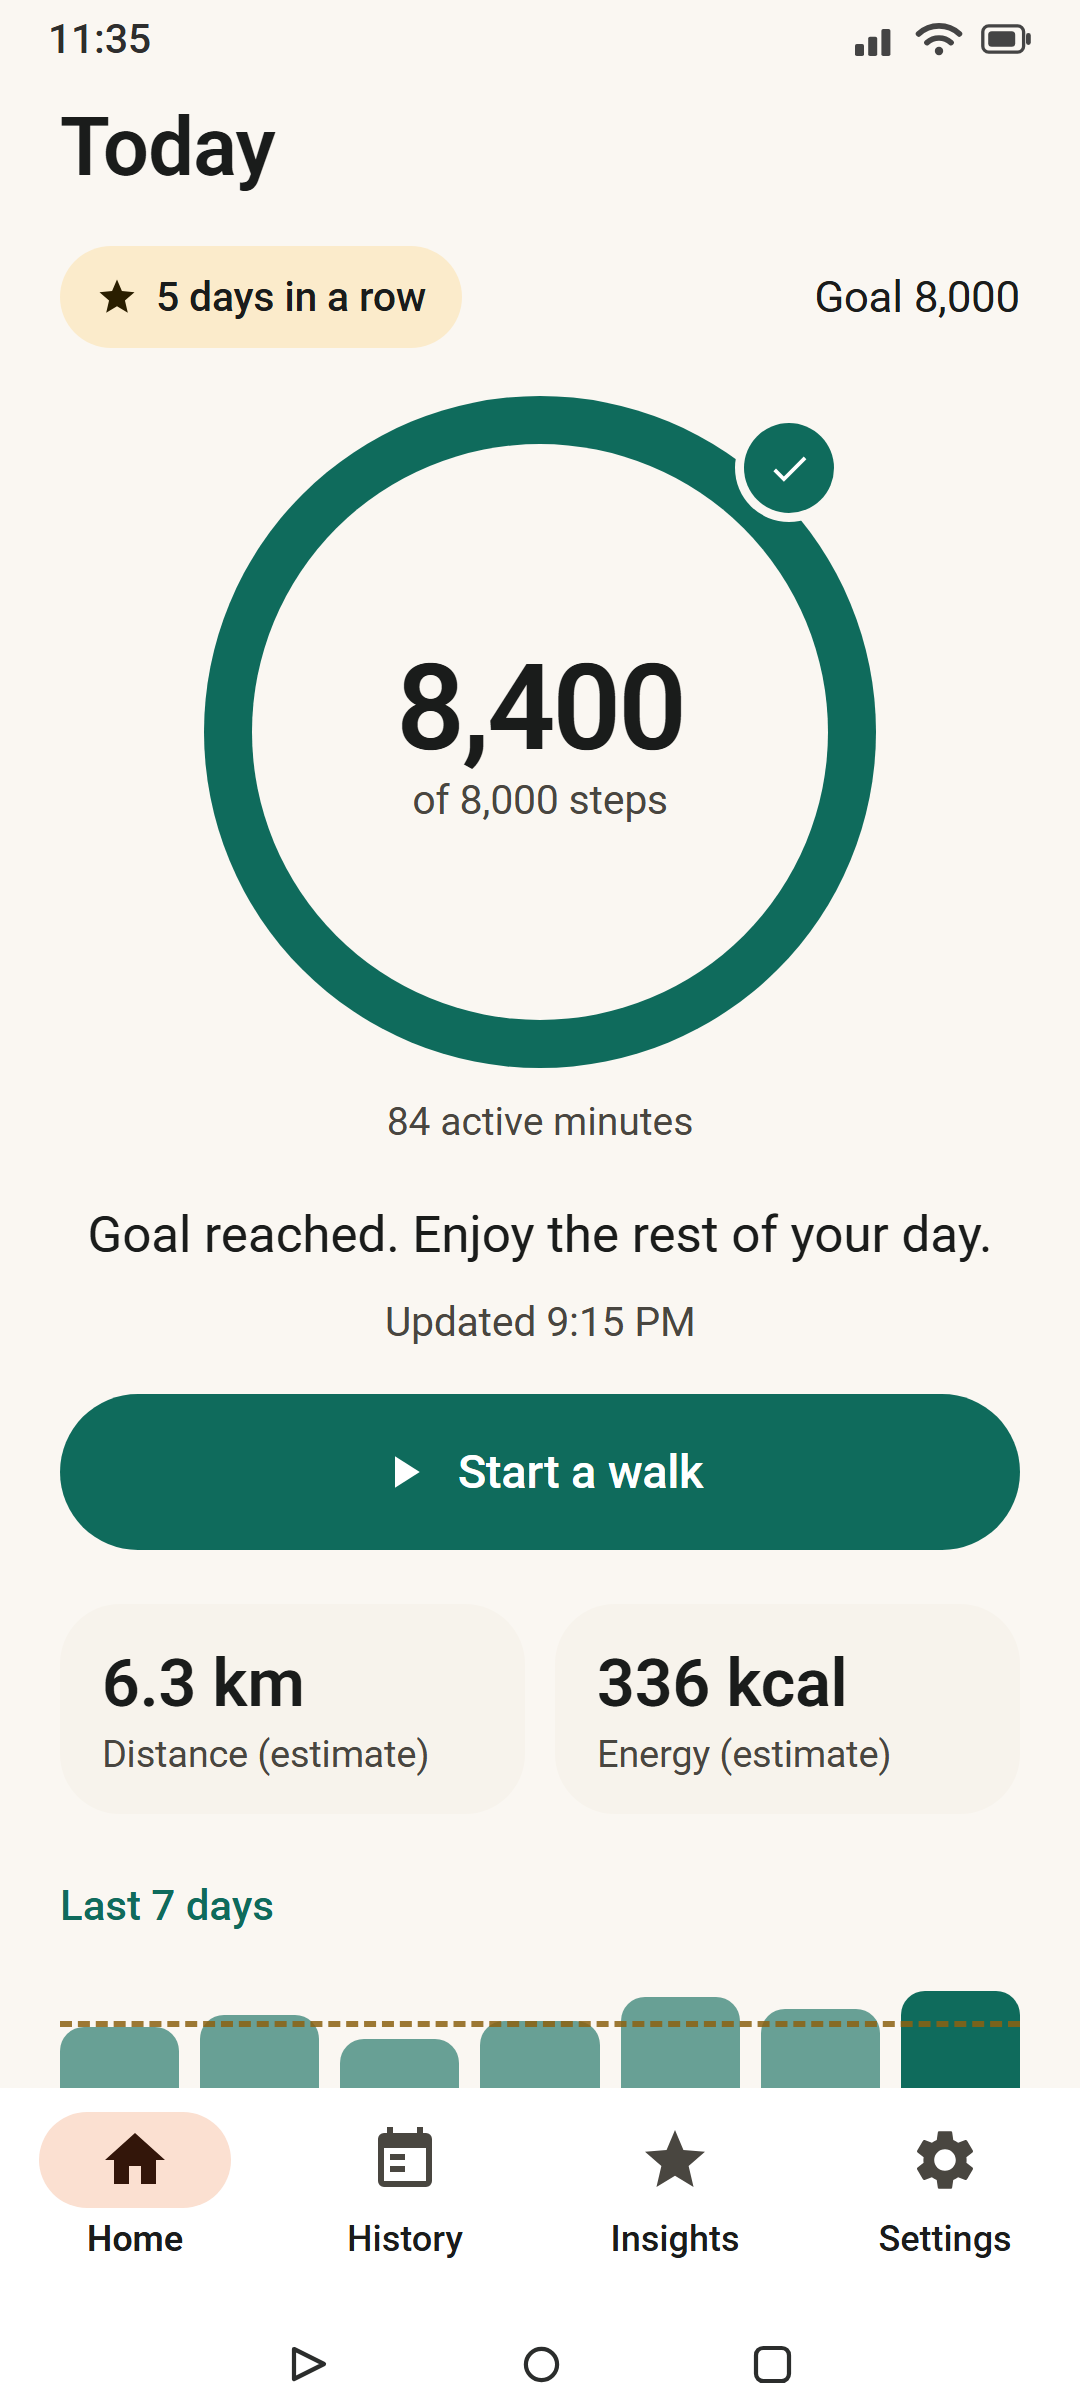 11:35
Today
5 days in a row
Goal 8,000
8,400
of 8,000 steps
84 active minutes
Goal reached. Enjoy the rest of your day.
Updated 9:15 PM
Start a walk
6.3 km
Distance (estimate)
336 kcal
Energy (estimate)
Last 7 days
Home
History
Insights
Settings